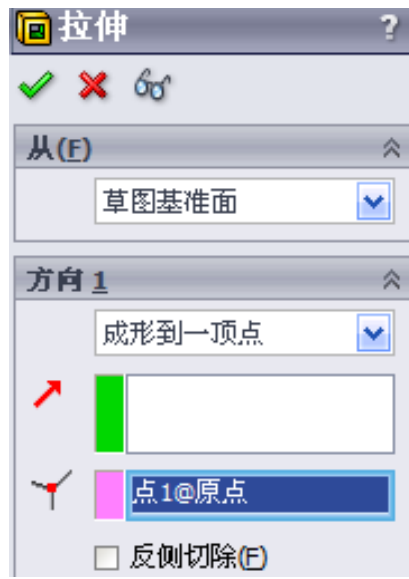 拉伸 ?
从(F)
草图基准面
方向 1
成形到一顶点
点1@原点
反侧切除(F)